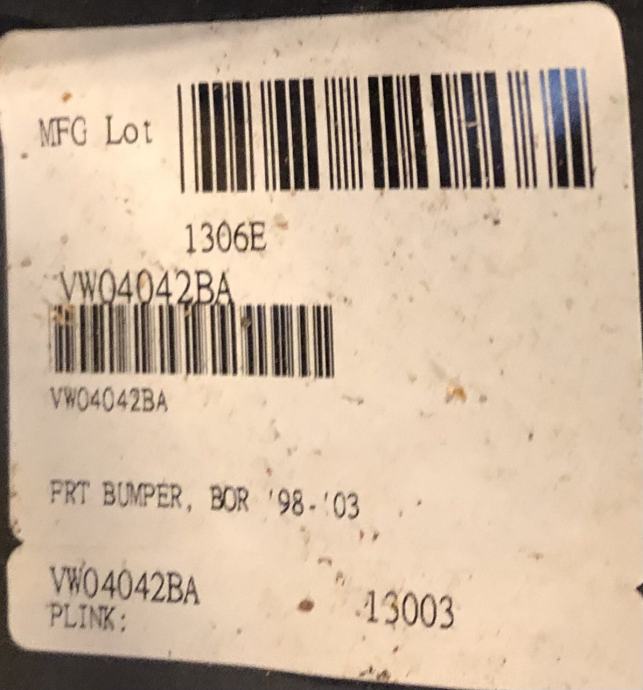 MFG Lot
1306E
VW04042BA
VW04042BA
FRT BUMPER, BOR '98-'03
VW04042BA 13003
PLINK: